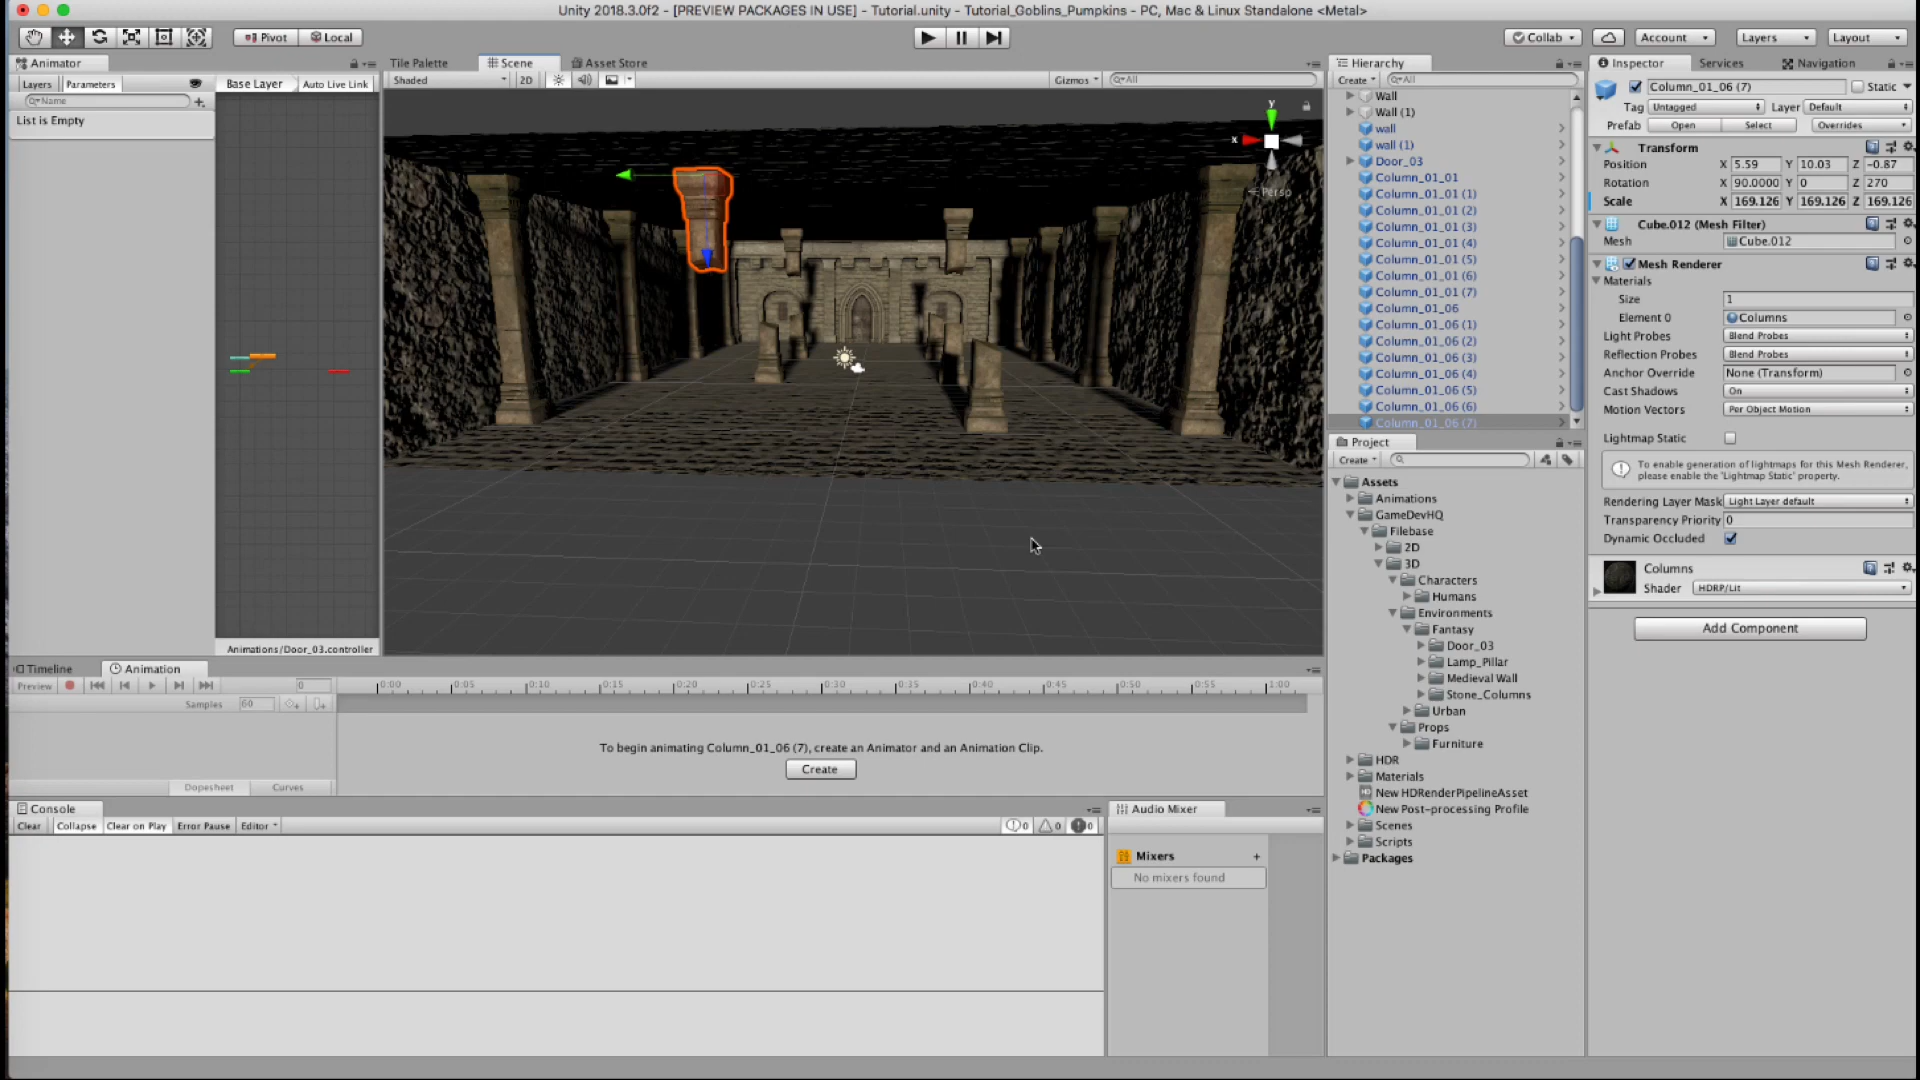 Unity 2018.3.0f2 - [PREVIEW PACKAGES IN USE] - Tutorial.unity - Tutorial_Goblins_Pumpkins - PC, Mac & Linux Standalone <Metal>
Pivot Local Collab Account Layers Layout
Animator
Layers Parameters Base Layer Auto Live Link
Name
List is Empty
Animations/Door_03.controller
Tile Palette Scene Asset Store
Shaded 2D Gizmos All
y
x
Persp
Hierarchy
Create All
Wall
Wall (1)
wall
wall (1)
Door_03
Column_01_01
Column_01_01 (1)
Column_01_01 (2)
Column_01_01 (3)
Column_01_01 (4)
Column_01_01 (5)
Column_01_01 (6)
Column_01_01 (7)
Column_01_06
Column_01_06 (1)
Column_01_06 (2)
Column_01_06 (3)
Column_01_06 (4)
Column_01_06 (5)
Column_01_06 (6)
Column_01_06 (7)
Project
Create
Assets
Animations
GameDevHQ
Filebase
2D
3D
Characters
Humans
Environments
Fantasy
Door_03
Lamp_Pillar
Medieval Wall
Stone_Columns
Urban
Props
Furniture
HDR
Materials
New HDRenderPipelineAsset
New Post-processing Profile
Scenes
Scripts
Packages
Inspector Services Navigation
Column_01_06 (7) Static
Tag Untagged Layer Default
Prefab Open Select Overrides
Transform
Position X 5.59 Y 10.03 Z -0.87
Rotation X 90.0000 Y 0 Z 270
Scale X 169.126 Y 169.126 Z 169.126
Cube.012 (Mesh Filter)
Mesh Cube.012
Mesh Renderer
Materials
Size 1
Element 0 Columns
Light Probes Blend Probes
Reflection Probes Blend Probes
Anchor Override None (Transform)
Cast Shadows On
Motion Vectors Per Object Motion
Lightmap Static
To enable generation of lightmaps for this Mesh Renderer,
please enable the 'Lightmap Static' property.
Rendering Layer Mask Light Layer default
Transparency Priority 0
Dynamic Occluded
Columns
Shader HDRP/Lit
Add Component
Timeline Animation
Preview 0 0:00 0:05 0:10 0:15 0:20 0:25 0:30 0:35 0:40 0:45 0:50 0:55 1:00
Samples 60
To begin animating Column_01_06 (7), create an Animator and an Animation Clip.
Create
Dopesheet Curves
Console
Clear Collapse Clear on Play Error Pause Editor 0 0 0
Audio Mixer
Mixers +
No mixers found